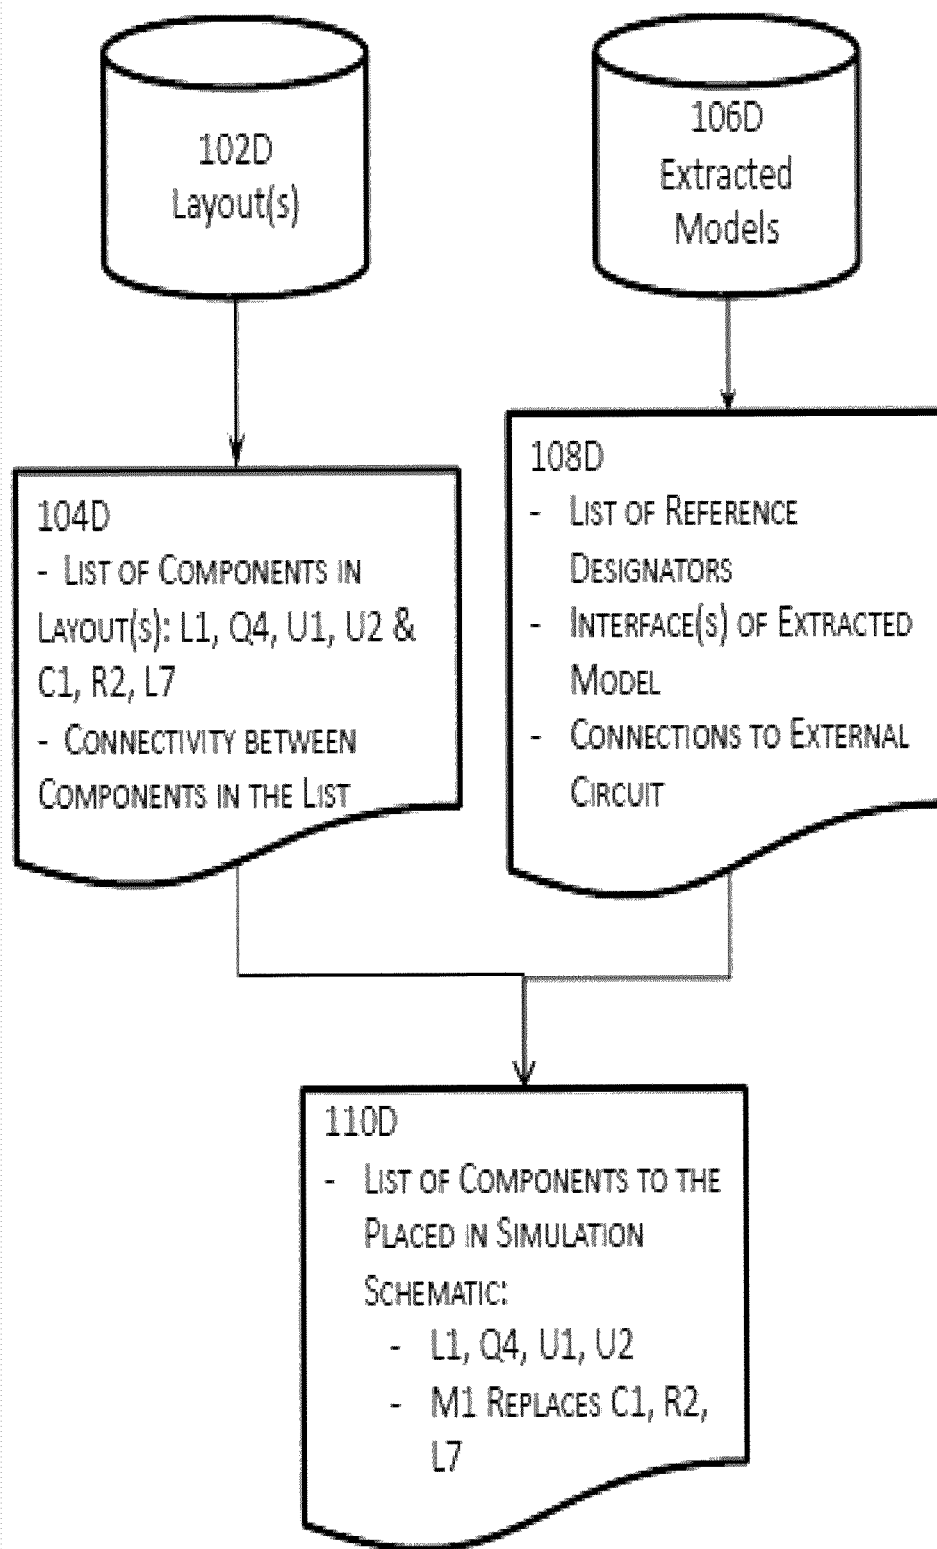 102D
Layout(s)
106D
Extracted
Models
104D
- LIST OF COMPONENTS IN
LAYOUT(S): L1, Q4, U1, U2 &
C1, R2, L7
- CONNECTIVITY BETWEEN
COMPONENTS IN THE LIST
108D
- LIST OF REFERENCE
DESIGNATORS
- INTERFACE(S) OF EXTRACTED
MODEL
- CONNECTIONS TO EXTERNAL
CIRCUIT
110D
- LIST OF COMPONENTS TO THE
PLACED IN SIMULATION
SCHEMATIC:
- L1, Q4, U1, U2
- M1 REPLACES C1, R2,
L7